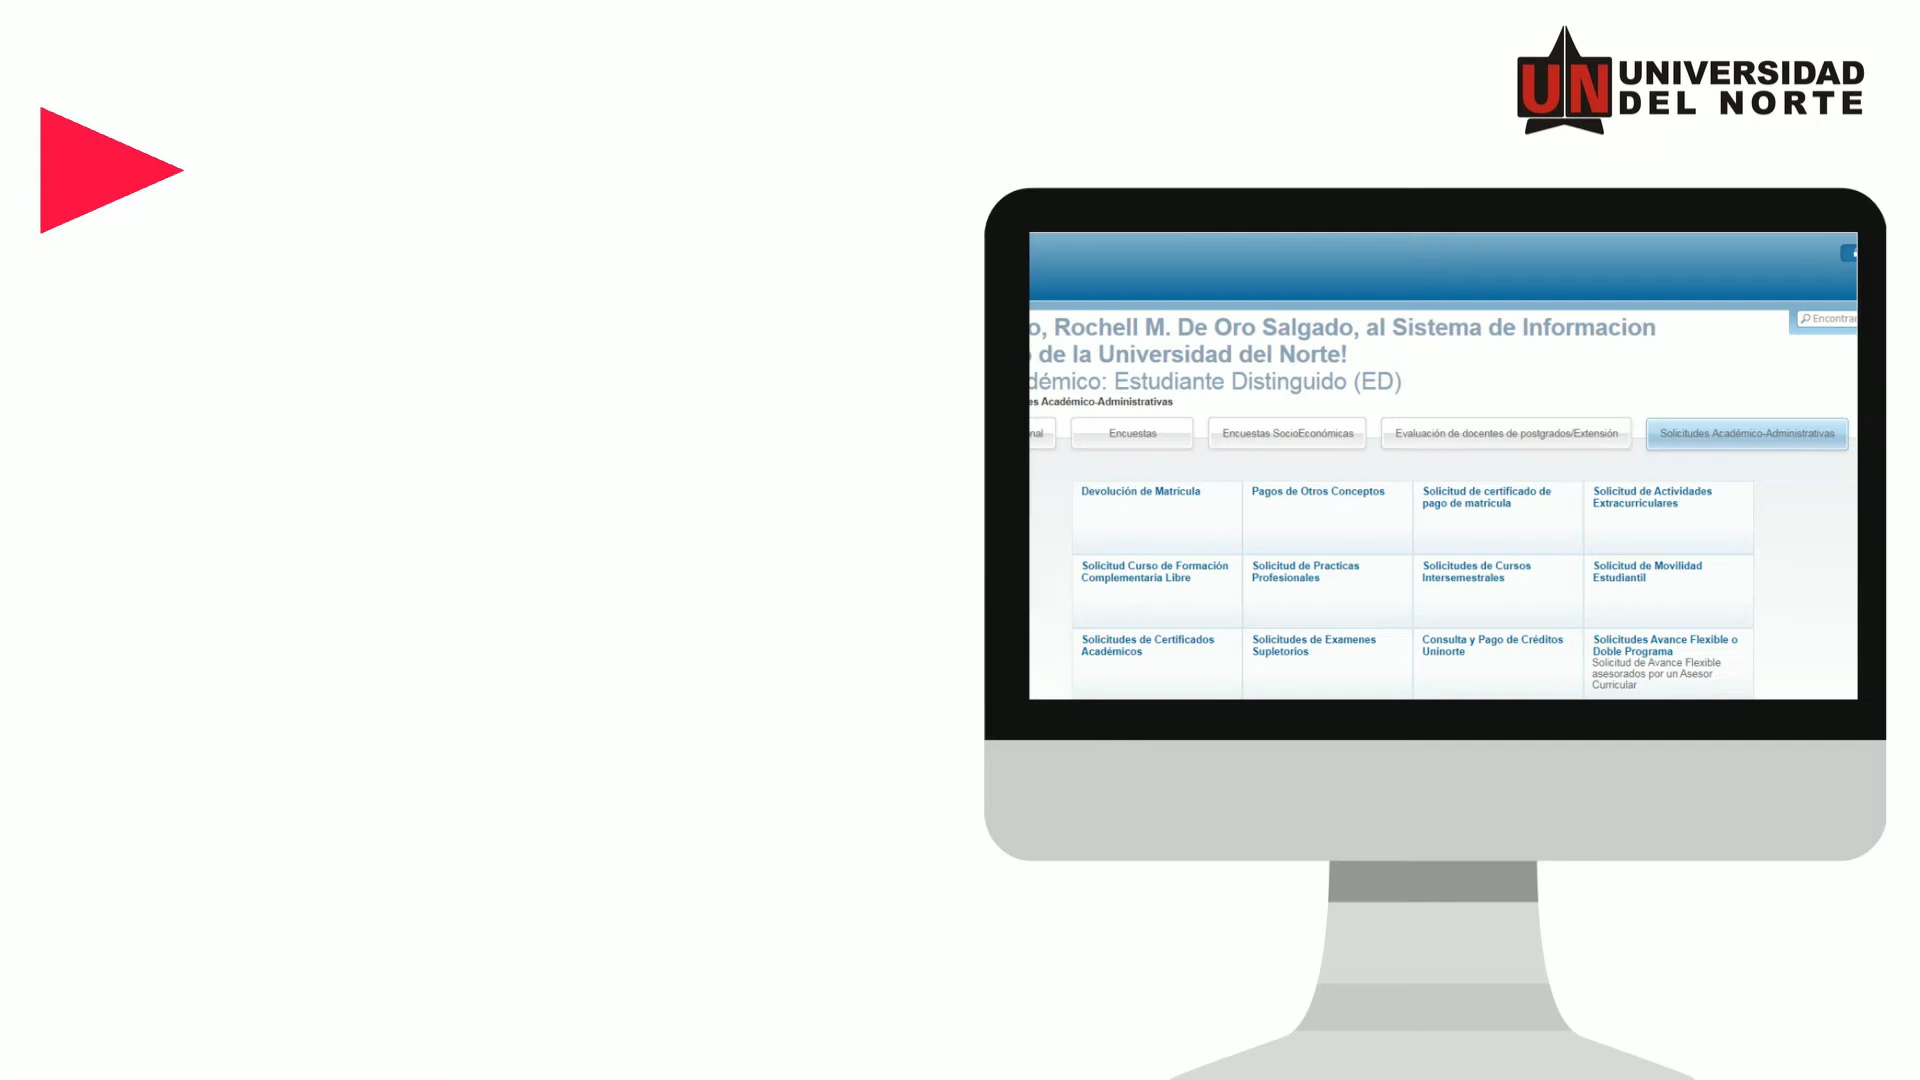 UN UNIVERSIDAD
DEL NORTE
o, Rochell M. De Oro Salgado, al Sistema de Informacion
de la Universidad del Norte!
démico: Estudiante Distinguido (ED)
es Académico-Administrativas
Encontrar
nal
Encuestas
Encuestas SocioEconómicas
Evaluación de docentes de postgrados/Extensión
Solicitudes Académico-Administrativas
Devolución de Matrícula
Pagos de Otros Conceptos
Solicitud de certificado de
pago de matricula
Solicitud de Actividades
Extracurriculares
Solicitud Curso de Formación
Complementaria Libre
Solicitud de Practicas
Profesionales
Solicitudes de Cursos
Intersemestrales
Solicitud de Movilidad
Estudiantil
Solicitudes de Certificados
Académicos
Solicitudes de Examenes
Supletorios
Consulta y Pago de Créditos
Uninorte
Solicitudes Avance Flexible o
Doble Programa
Solicitud de Avance Flexible
asesorados por un Asesor
Curricular